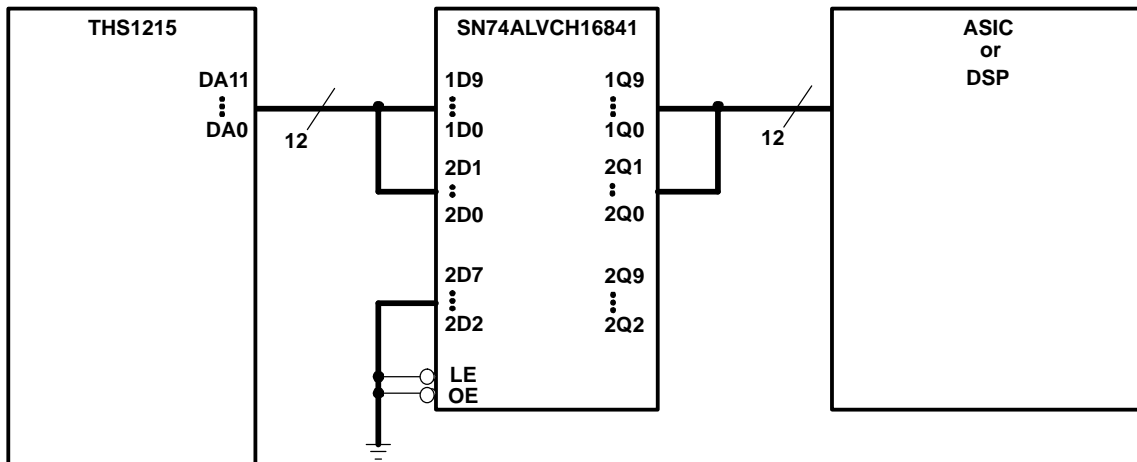 THS1215
DA11
DA0
12
SN74ALVCH16841
1D9
1D0
2D1
2D0
2D7
2D2
LE
OE
1Q9
1Q0
2Q1
2Q0
2Q9
2Q2
12
ASIC
or
DSP